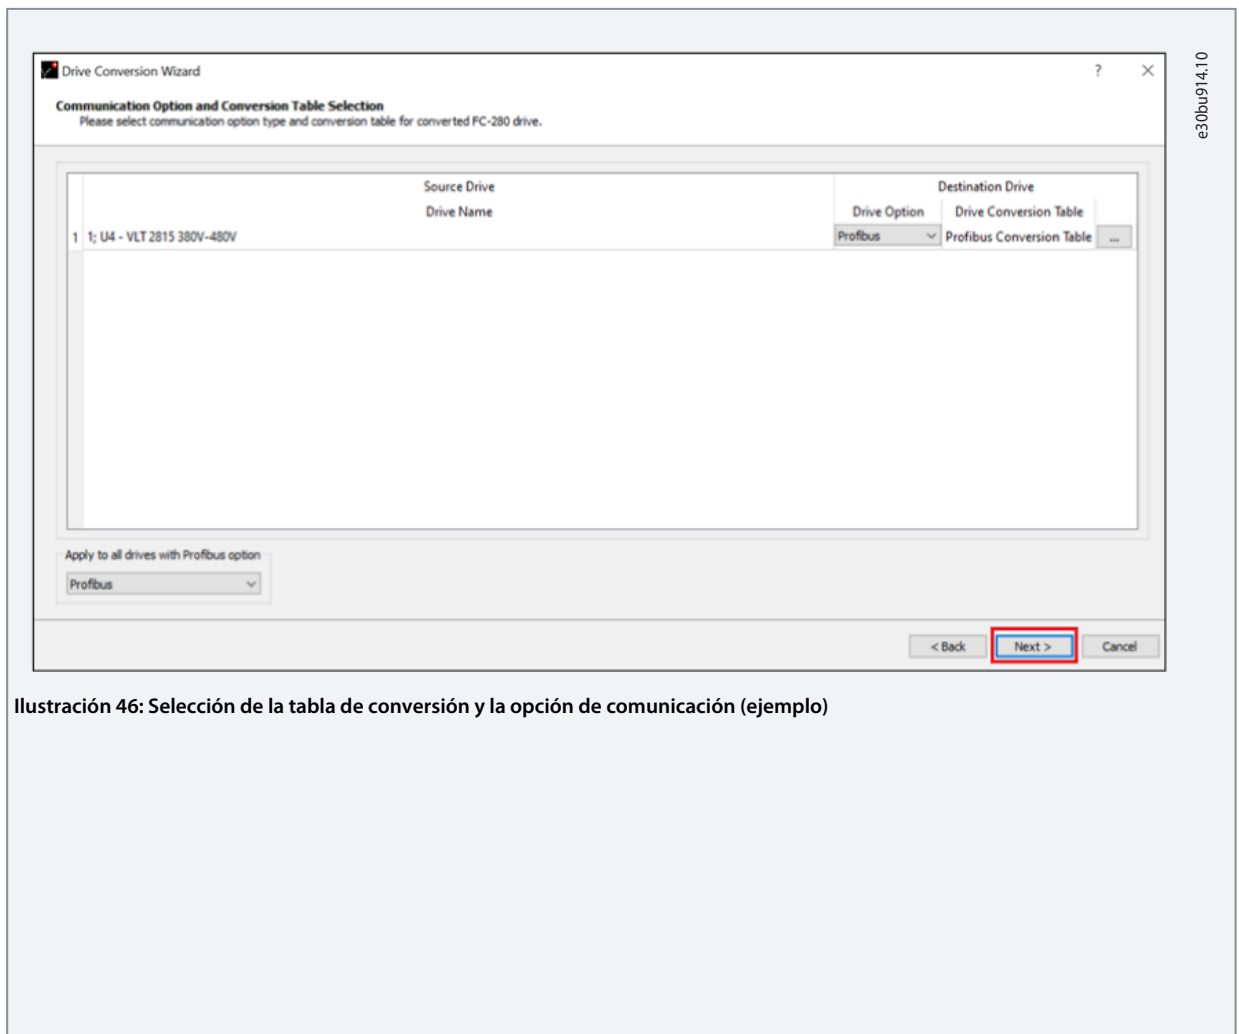 Drive Conversion Wizard
?
Communication Option and Conversion Table Selection
Please select communication option type and conversion table for converted FC-280 drive.
Source Drive
Destination Drive
Drive Name
Drive Option
Drive Conversion Table
1 1; U4 - VLT 2815 380V-480V
Profibus
Profibus Conversion Table
...
Apply to all drives with Profibus option
Profibus
< Back
Next >
Cancel
e30bu914.10
Ilustración 46: Selección de la tabla de conversión y la opción de comunicación (ejemplo)